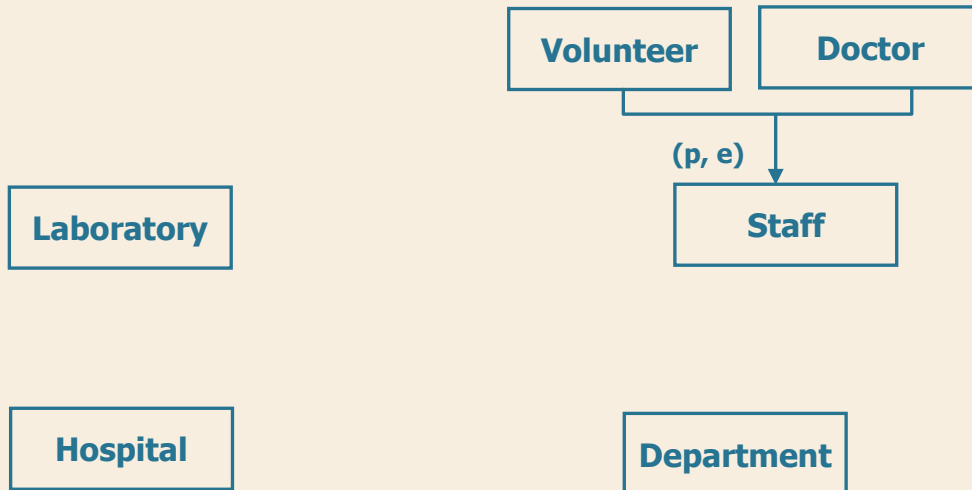 Volunteer
Doctor
(p, e)
Laboratory
Staff
Hospital
Department